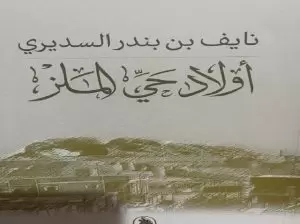 نايف بن بندر السديري
أولاد حي الملز